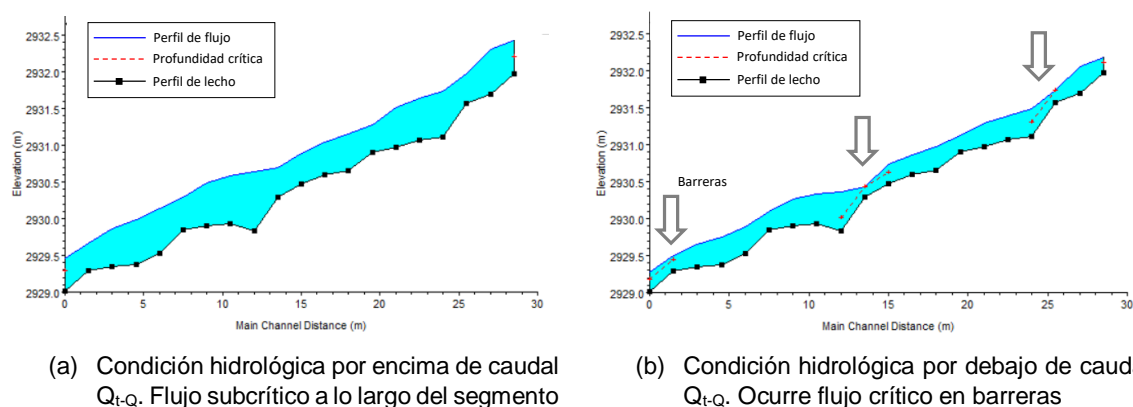 Perfil de flujo
Profundidad crítica
Perfil de lecho
2932.5
2932.0
2931.5
2931.0
2930.5
2930.0
2929.5
2929.0
Elevation (m)
0
5
10
15
20
25
30
Main Channel Distance (m)
(a) Condición hidrológica por encima de caudal
Qt-Q. Flujo subcrítico a lo largo del segmento
Perfil de flujo
Profundidad crítica
Perfil de lecho
Barreras
2932.5
2932.0
2931.5
2931.0
2930.5
2930.0
2929.5
2929.0
Elevation (m)
0
5
10
15
20
25
30
Main Channel Distance (m)
(b) Condición hidrológica por debajo de caud
Qt-Q. Ocurre flujo crítico en barreras